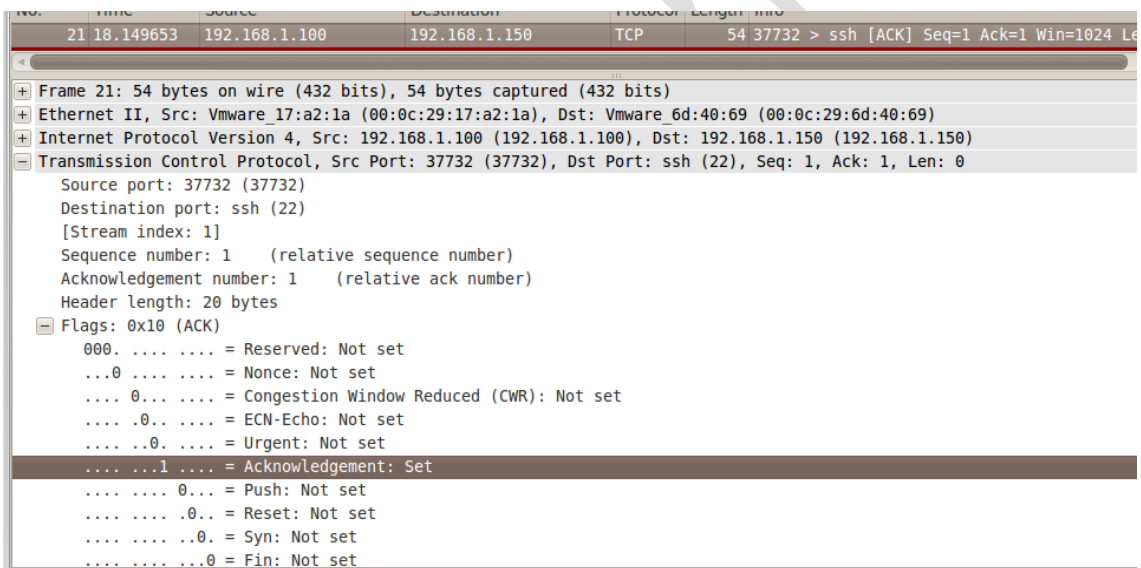 No. Time Source Destination Protocol Length Info
21 18.149653 192.168.1.100 192.168.1.150 TCP 54 37732 > ssh [ACK] Seq=1 Ack=1 Win=1024 Le
Frame 21: 54 bytes on wire (432 bits), 54 bytes captured (432 bits)
Ethernet II, Src: Vmware_17:a2:1a (00:0c:29:17:a2:1a), Dst: Vmware_6d:40:69 (00:0c:29:6d:40:69)
Internet Protocol Version 4, Src: 192.168.1.100 (192.168.1.100), Dst: 192.168.1.150 (192.168.1.150)
Transmission Control Protocol, Src Port: 37732 (37732), Dst Port: ssh (22), Seq: 1, Ack: 1, Len: 0
Source port: 37732 (37732)
Destination port: ssh (22)
[Stream index: 1]
Sequence number: 1 (relative sequence number)
Acknowledgement number: 1 (relative ack number)
Header length: 20 bytes
Flags: 0x10 (ACK)
000. .... .... = Reserved: Not set
...0 .... .... = Nonce: Not set
.... 0... .... = Congestion Window Reduced (CWR): Not set
.... .0.. .... = ECN-Echo: Not set
.... ..0. .... = Urgent: Not set
.... ...1 .... = Acknowledgement: Set
.... .... 0... = Push: Not set
.... .... .0.. = Reset: Not set
.... .... ..0. = Syn: Not set
.... .... ...0 = Fin: Not set